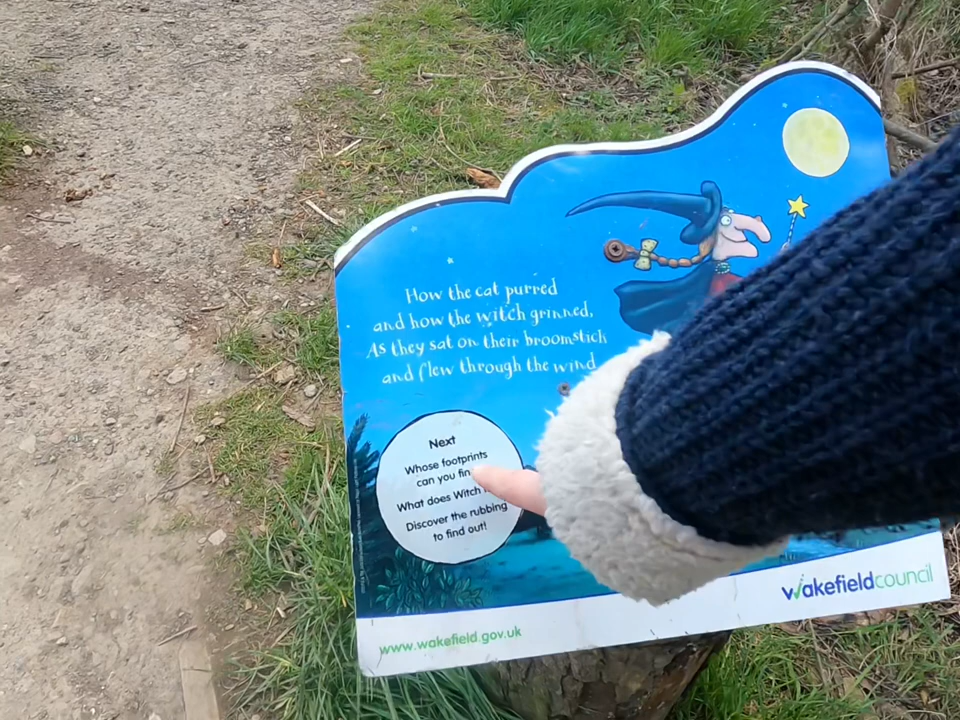 How the cat purred
and how the witch grinned,
As they sat on their broomstick
and flew through the wind
Next
Whose footprints
can you
What does Witch
Discover the rubbing
to find out!
www.wakefield.gov.uk
wakefieldcouncil